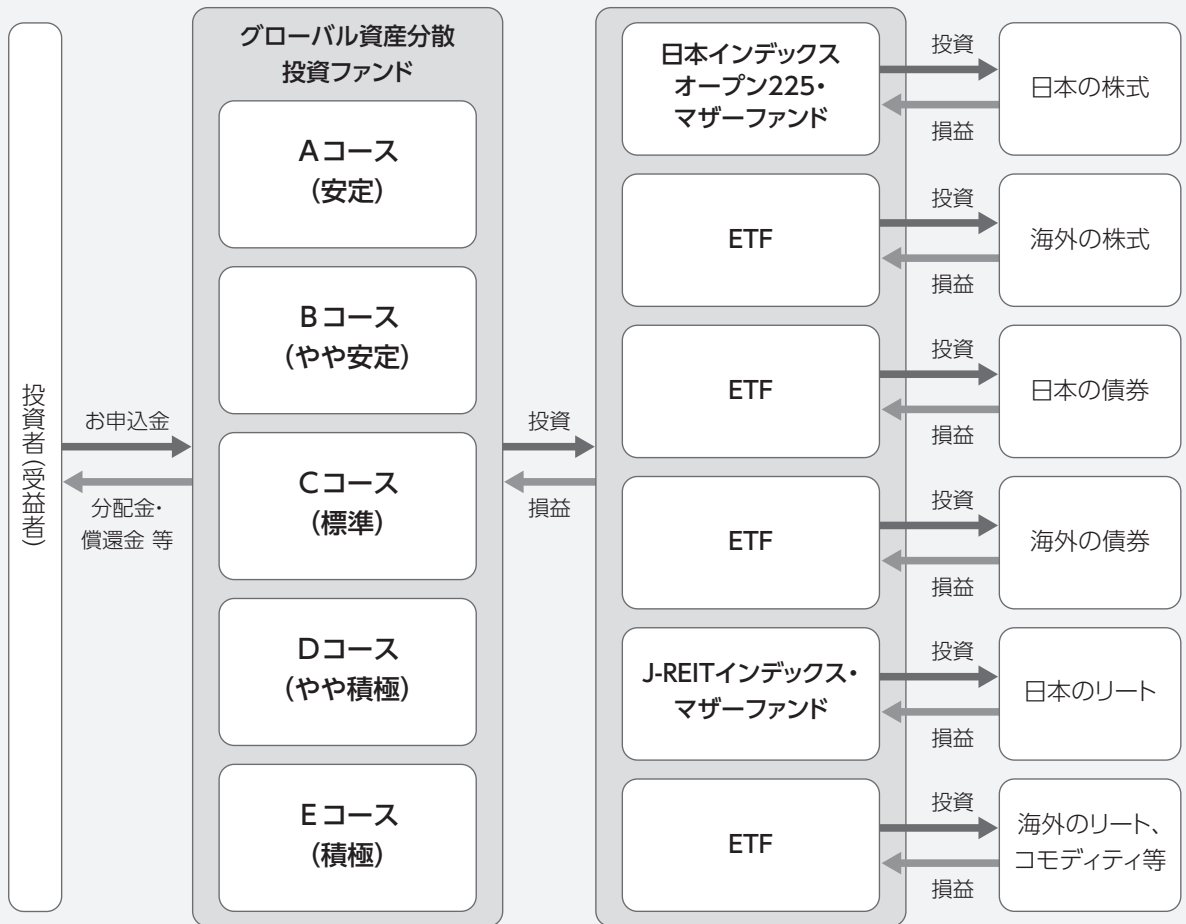 投資者(受益者)
お申込金
分配金・
償還金 等
グローバル資産分散
投資ファンド
Aコース
(安定)
Bコース
(やや安定)
Cコース
(標準)
Dコース
(やや積極)
Eコース
(積極)
投資
損益
日本インデックス
オープン225・
マザーファンド
投資
損益
日本の株式
ETF
投資
損益
海外の株式
ETF
投資
損益
日本の債券
ETF
投資
損益
海外の債券
J-REITインデックス・
マザーファンド
投資
損益
日本のリート
ETF
投資
損益
海外のリート、
コモディティ等